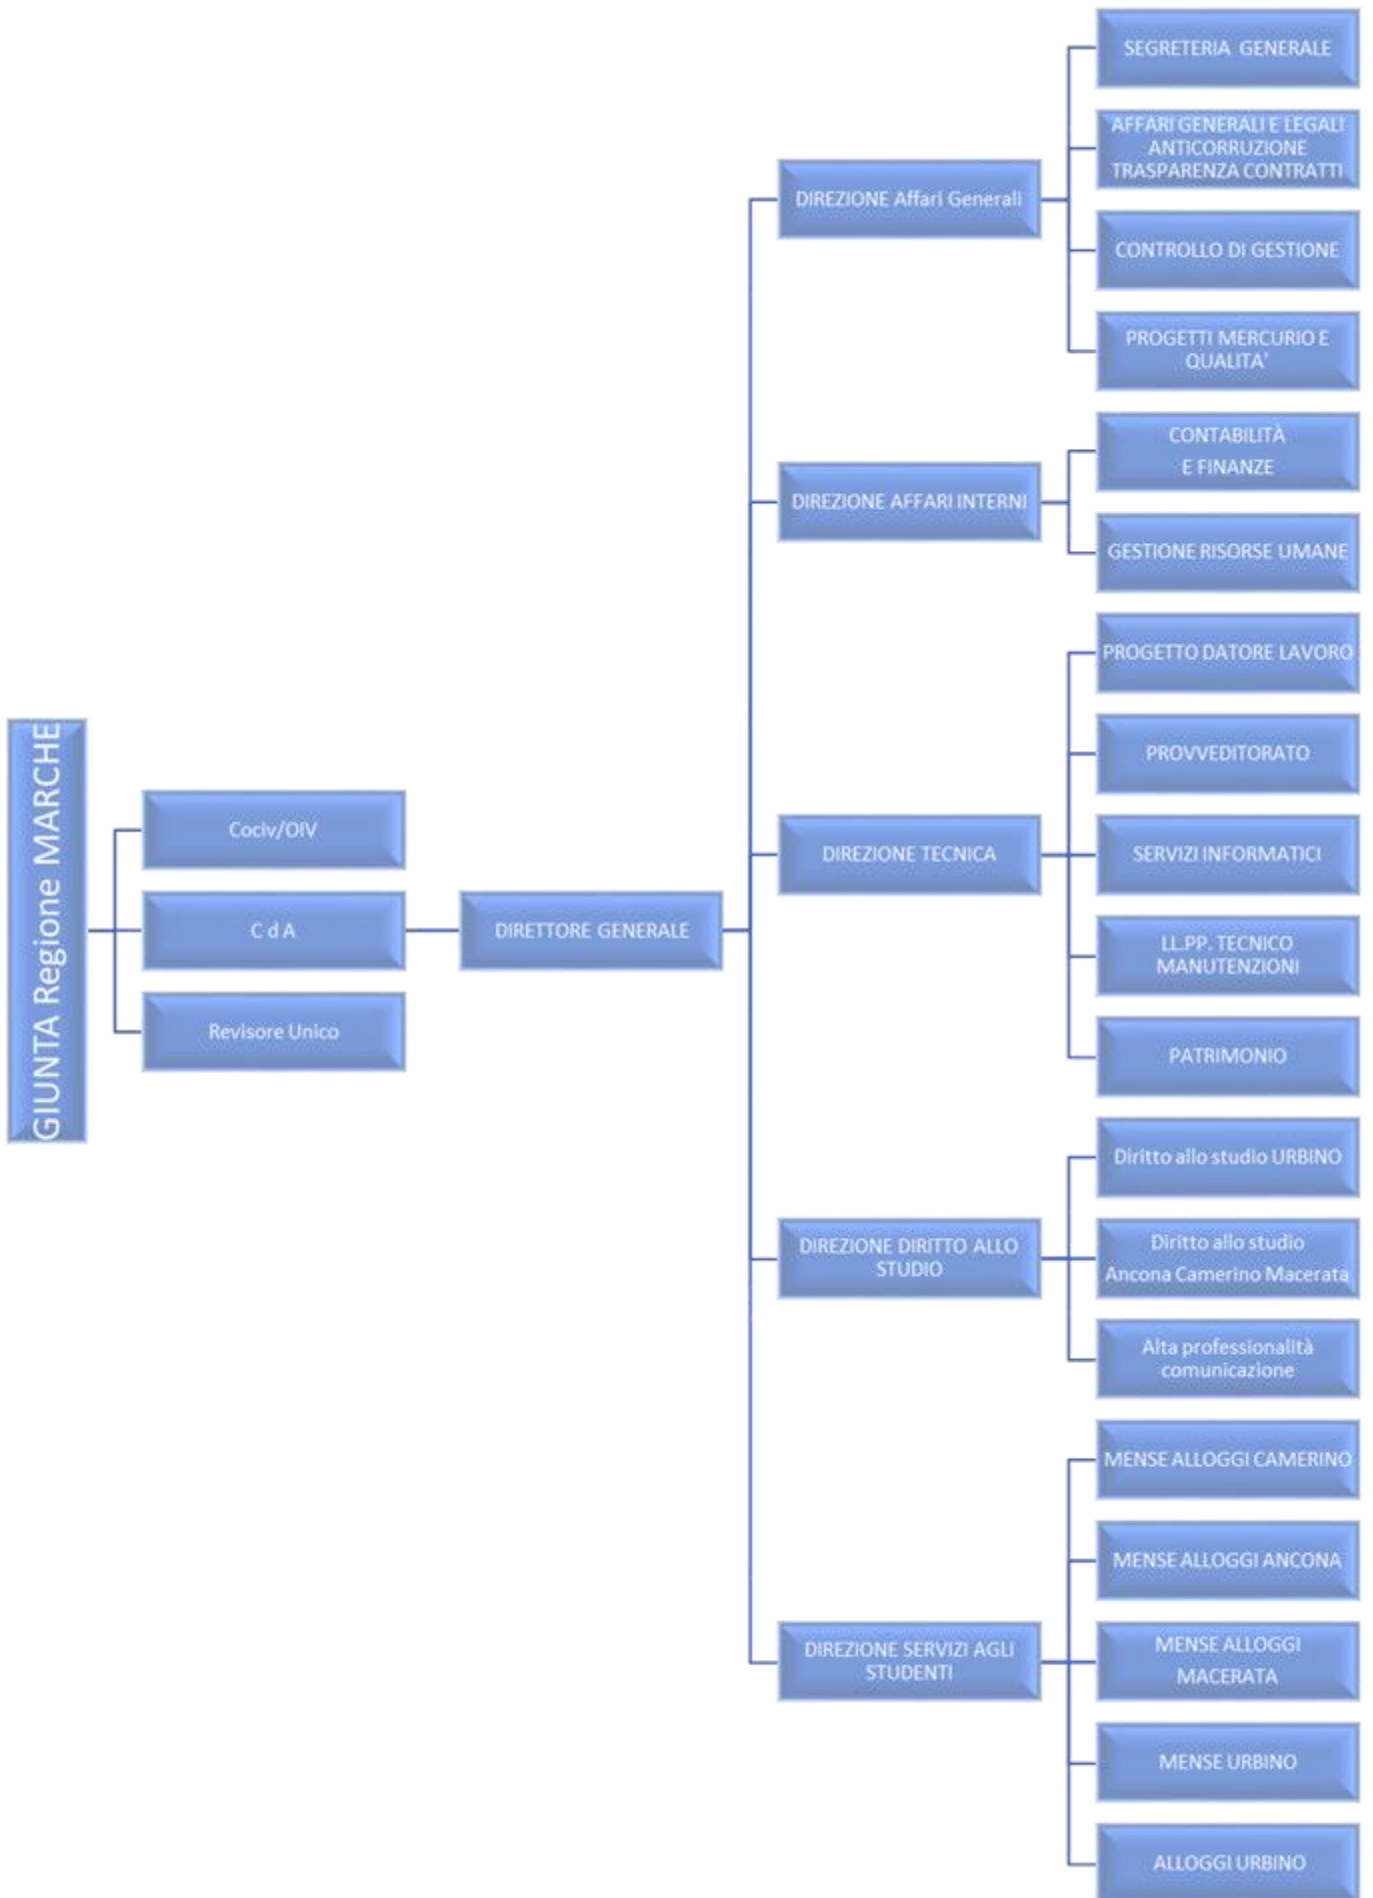 GIUNTA Regione MARCHE
Cociv/OIV
C d A
Revisore Unico
DIRETTORE GENERALE
DIREZIONE Affari Generali
SEGRETERIA GENERALE
AFFARI GENERALI E LEGALI
ANTICORRUZIONE
TRASPARENZA CONTRATTI
CONTROLLO DI GESTIONE
PROGETTI MERCURIO E
QUALITA'
DIREZIONE AFFARI INTERNI
CONTABILITÀ
E FINANZE
GESTIONE RISORSE UMANE
DIREZIONE TECNICA
PROGETTO DATORE LAVORO
PROVVEDITORATO
SERVIZI INFORMATICI
LL.PP. TECNICO
MANUTENZIONI
PATRIMONIO
DIREZIONE DIRITTO ALLO
STUDIO
Diritto allo studio URBINO
Diritto allo studio
Ancona Camerino Macerata
Alta professionalità
comunicazione
DIREZIONE SERVIZI AGLI
STUDENTI
MENSE ALLOGGI CAMERINO
MENSE ALLOGGI ANCONA
MENSE ALLOGGI
MACERATA
MENSE URBINO
ALLOGGI URBINO